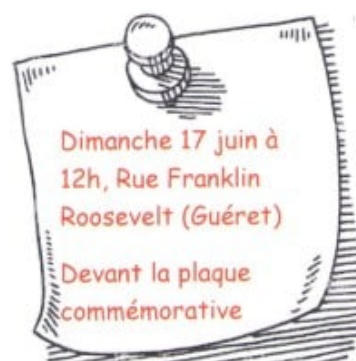 Dimanche 17 juin à
12h, Rue Franklin
Roosevelt (Guéret)
Devant la plaque
commémorative